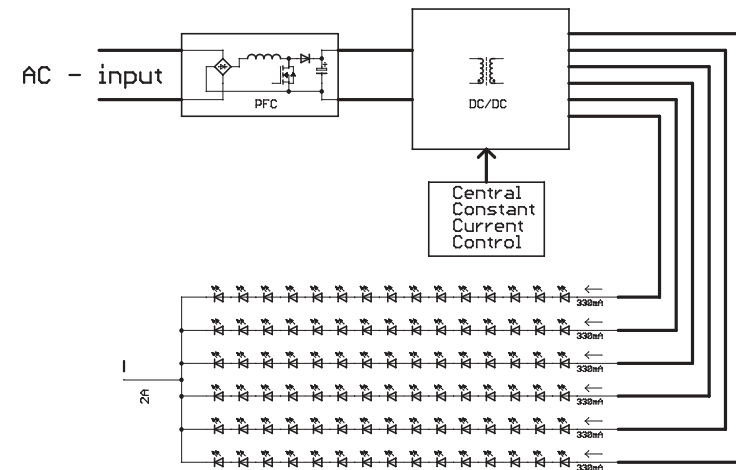 AC - input
PFC
DC/DC
Central
Constant
Current
Control
330mA
330mA
330mA
I
2A
330mA
330mA
330mA